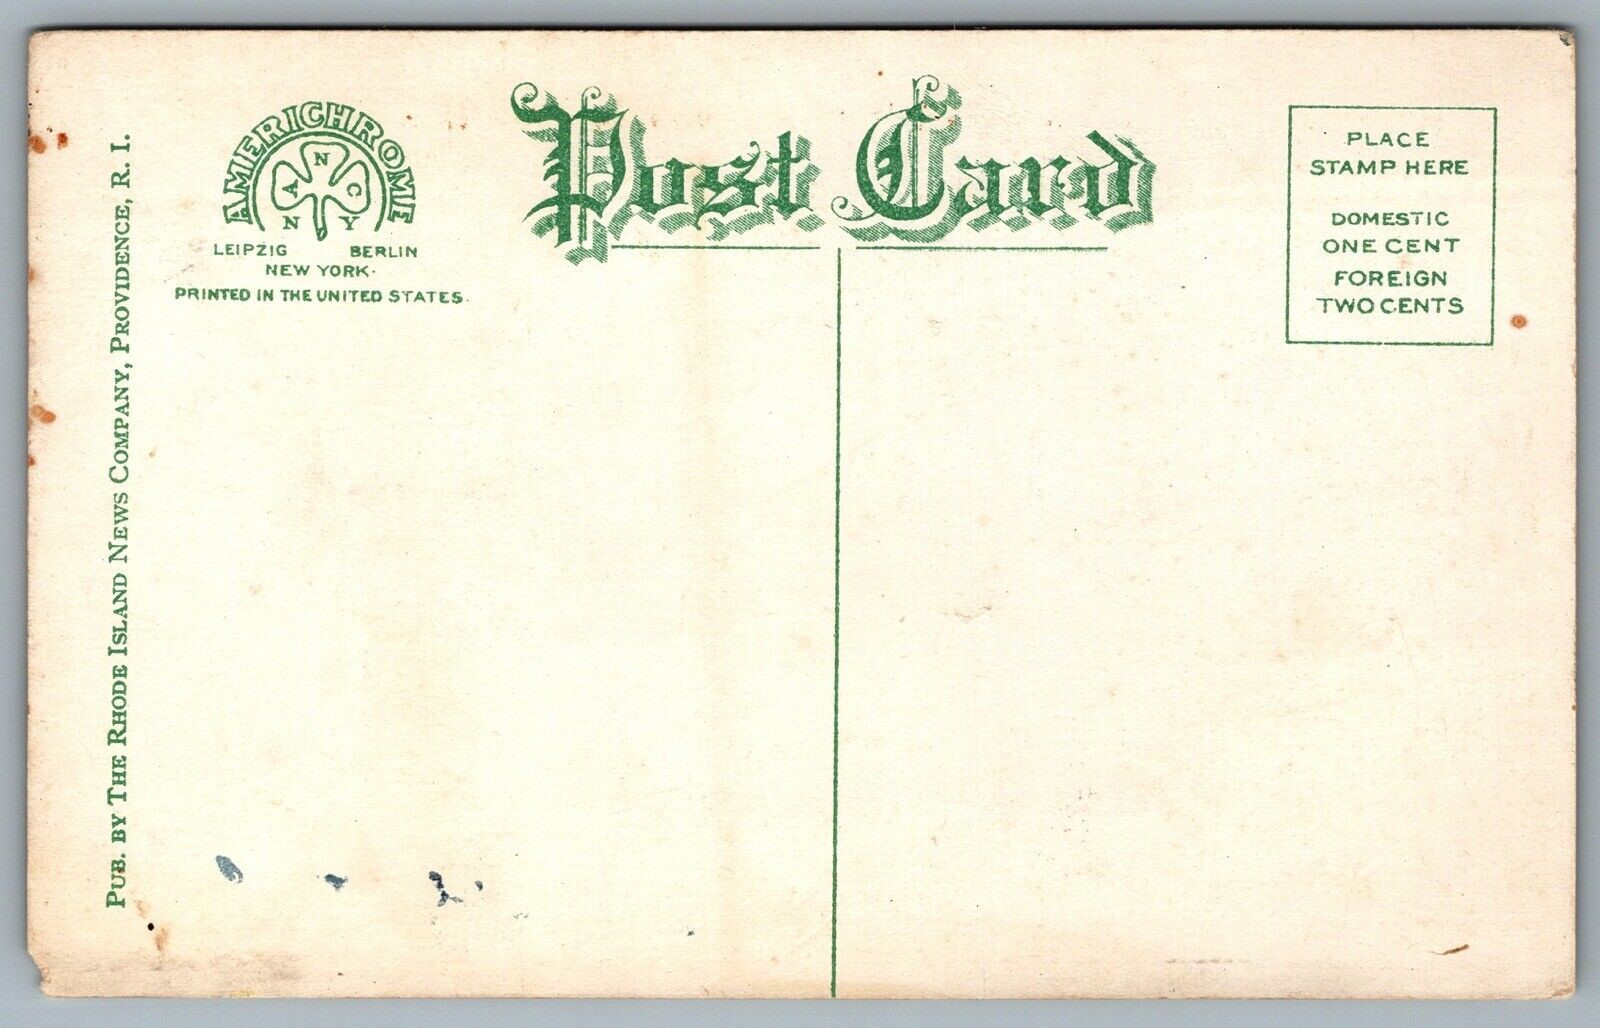 AMERICHROME
N
A C
N Y
LEIPZIG BERLIN
NEW YORK.
PRINTED IN THE UNITED STATES.
Post Card
PLACE
STAMP HERE
DOMESTIC
ONE CENT
FOREIGN
TWO CENTS
PUB. BY THE RHODE ISLAND NEWS COMPANY, PROVIDENCE, R. I.